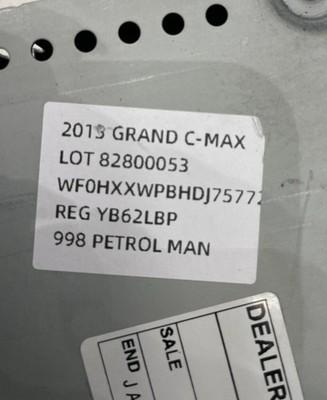 2013 GRAND C-MAX
LOT 82800053
WF0HXXWPBHDJ75772
REG YB62LBP
998 PETROL MAN
DEALER
SALE
END J A